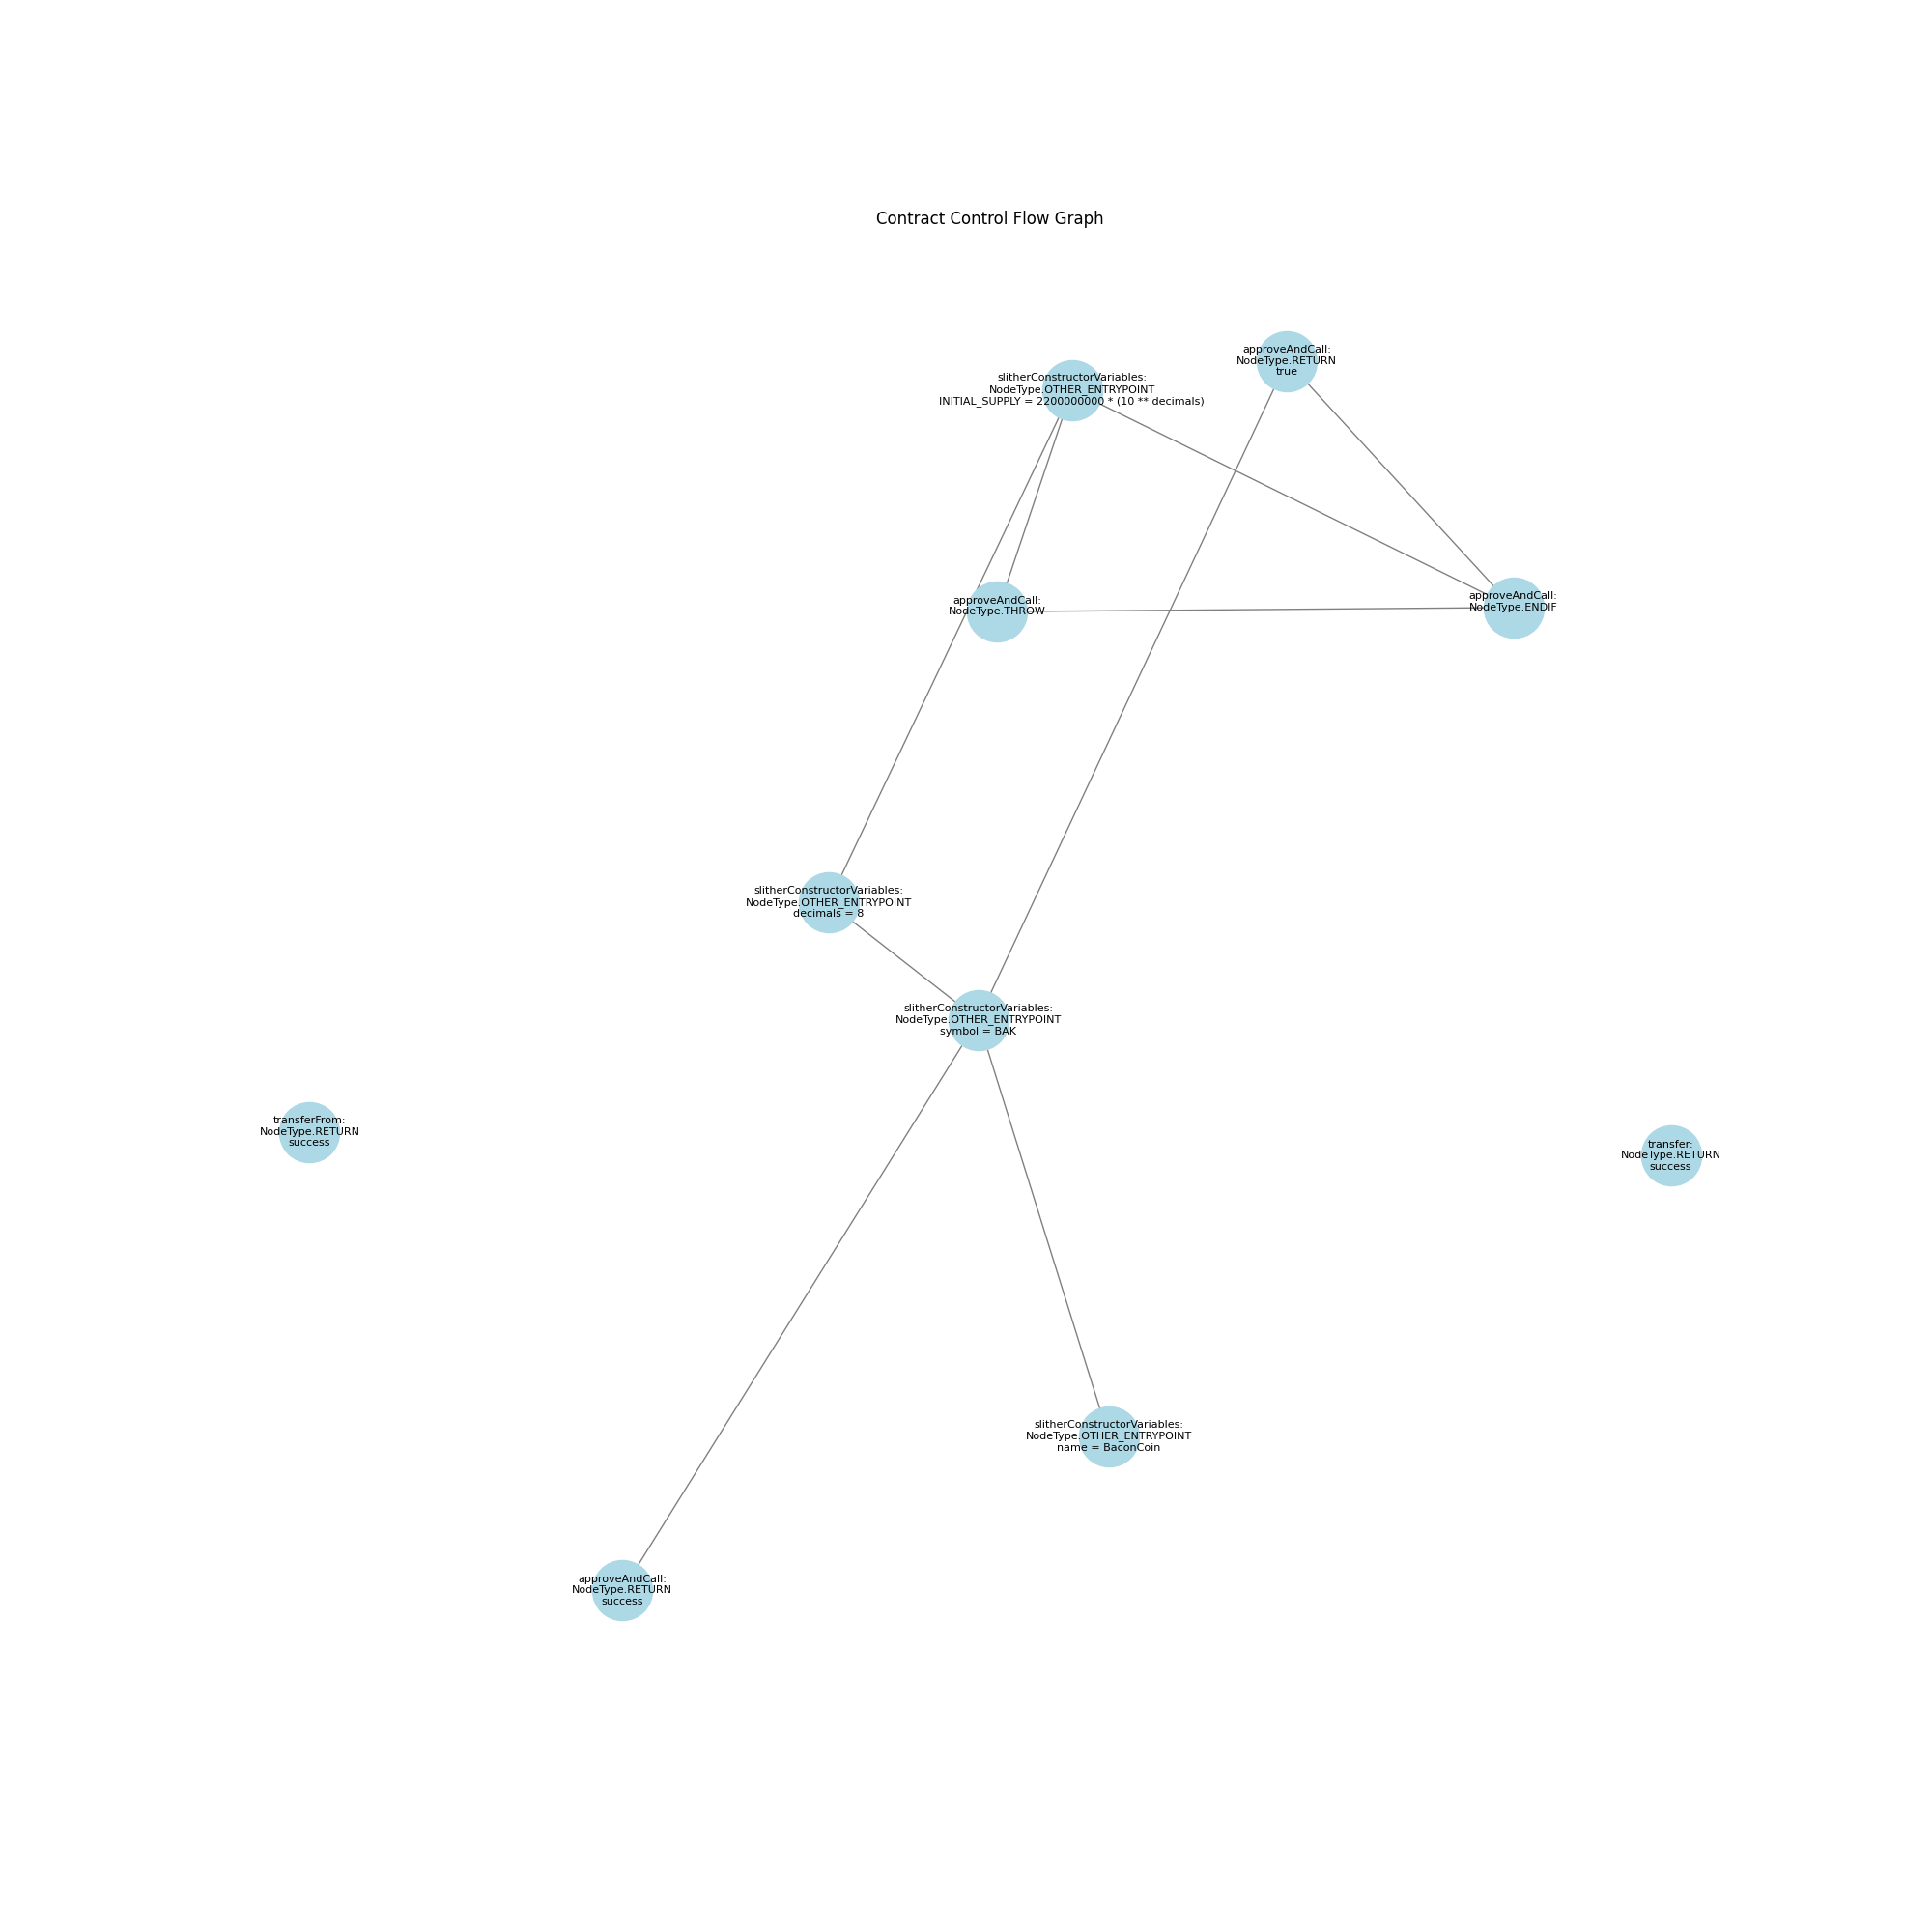 Contract Control Flow Graph
approveAndCall:
NodeType.RETURN
true
slitherConstructorVariables:
NodeType.OTHER_ENTRYPOINT
INITIAL_SUPPLY = 2200000000 * (10 ** decimals)
approveAndCall:
NodeType.THROW
approveAndCall:
NodeType.ENDIF
slitherConstructorVariables:
NodeType.OTHER_ENTRYPOINT
decimals = 8
slitherConstructorVariables:
NodeType.OTHER_ENTRYPOINT
symbol = BAK
transferFrom:
NodeType.RETURN
success
transfer:
NodeType.RETURN
success
slitherConstructorVariables:
NodeType.OTHER_ENTRYPOINT
name = BaconCoin
approveAndCall:
NodeType.RETURN
success